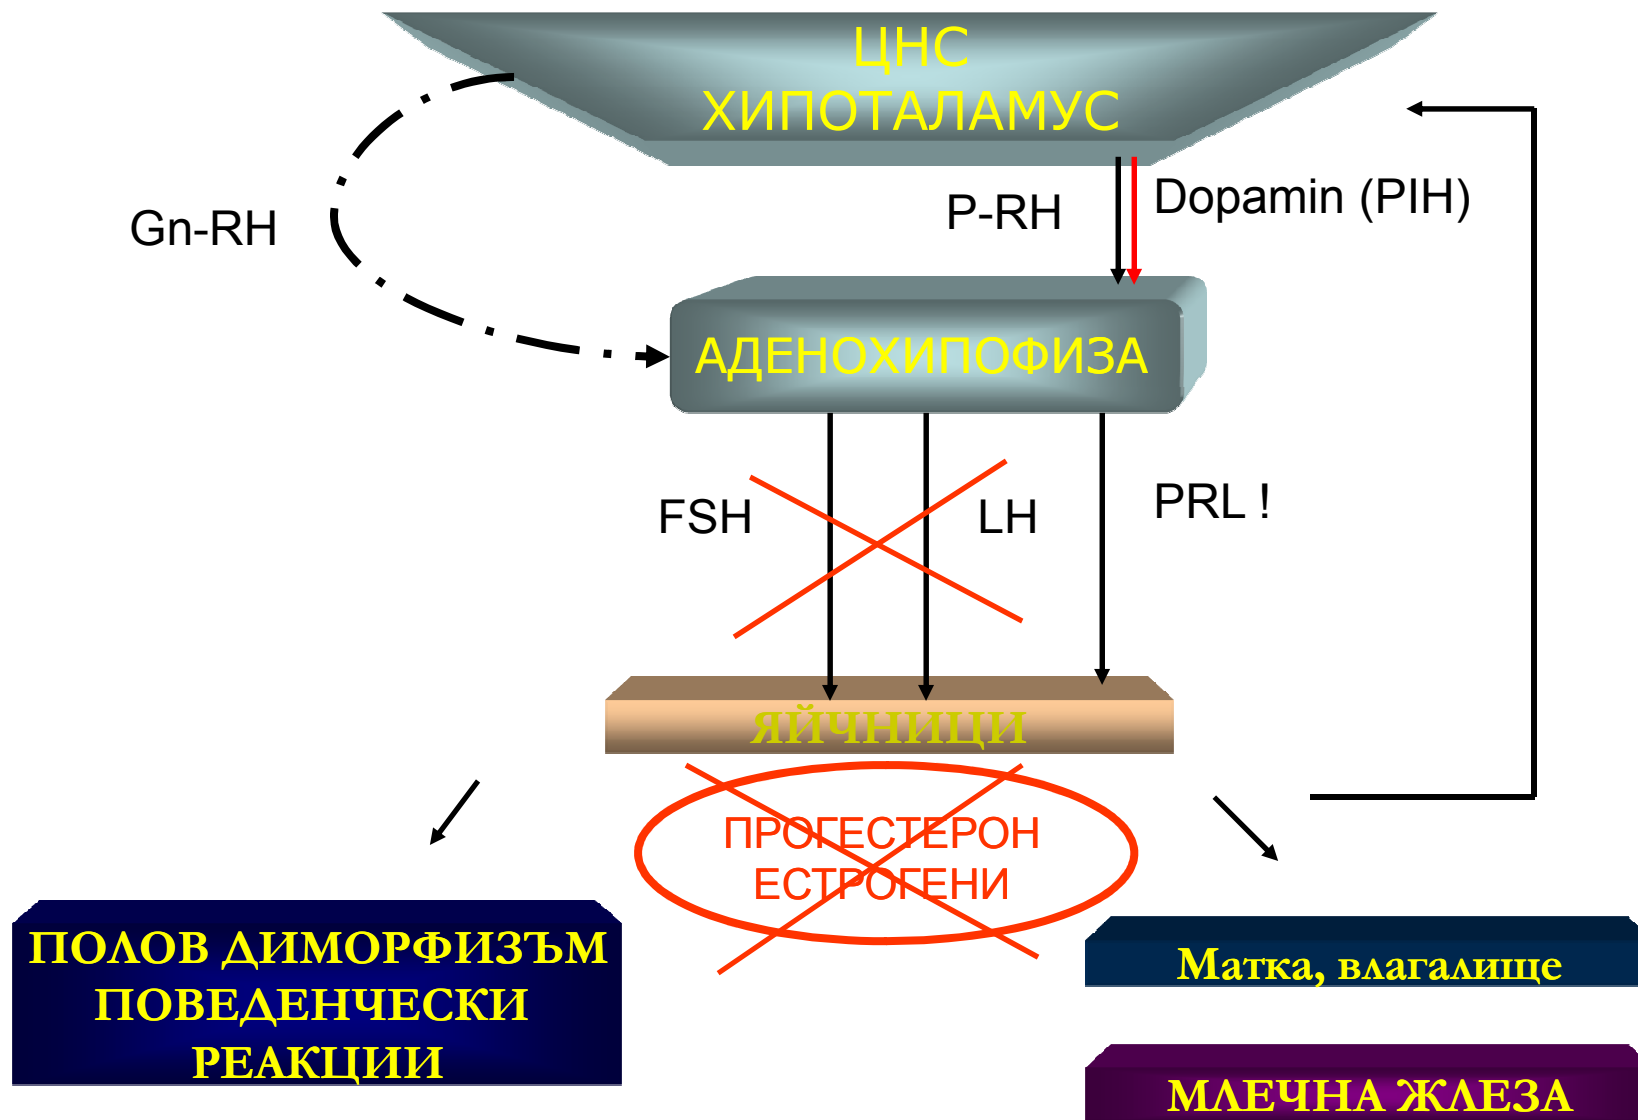 ЦНС
ХИПОТАЛАМУС
Gn-RH
P-RH
Dopamin (PIH)
АДЕНОХИПОФИЗА
FSH
LH
PRL !
ЯЙЧНИЦИ
ПРОГЕСТЕРОН
ЕСТРОГЕНИ
ПОЛОВ ДИМОРФИЗЪМ
ПОВЕДЕНЧЕСКИ
РЕАКЦИИ
Матка, влагалище
МЛЕЧНА ЖЛЕЗА